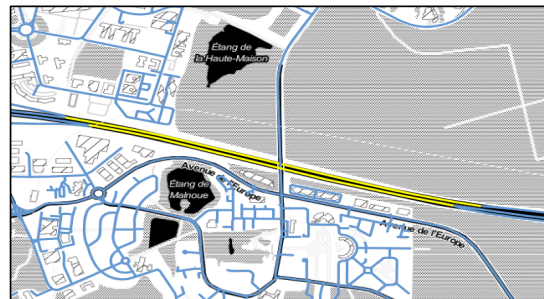 Étang de
la Haute-Maison
Avenue de l'Europe
Étang de
Malnoue
Avenue de l'Europe